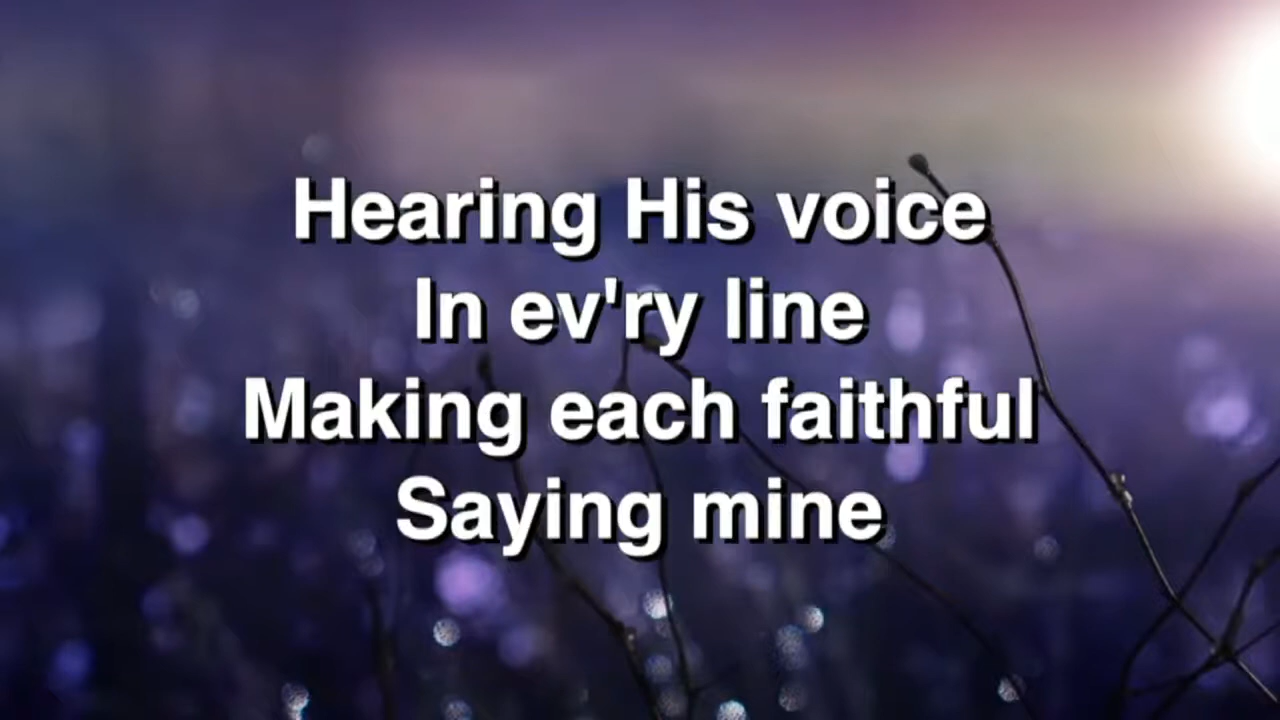 Hearing His voice
In ev'ry line
Making each faithful
Saying mine